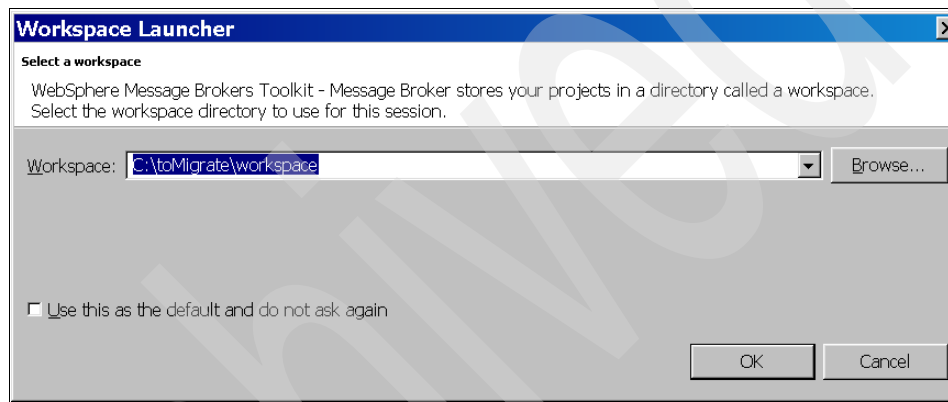 Workspace Launcher
Select a workspace
WebSphere Message Brokers Toolkit - Message Broker stores your projects in a directory called a workspace.
Select the workspace directory to use for this session.
Workspace: C:\toMigrate\workspace Browse...
Use this as the default and do not ask again
OK Cancel